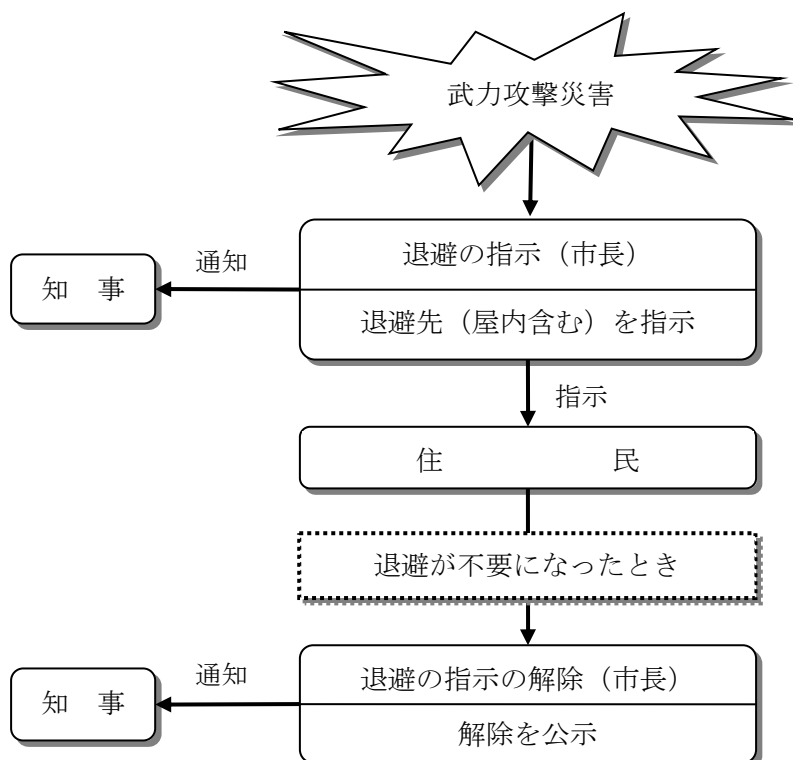 武力攻撃災害
退避の指示（市長）
通知
知　事
退避先（屋内含む）を指示
指示
住　　　　民
退避が不要になったとき
退避の指示の解除（市長）
通知
知　事
解除を公示